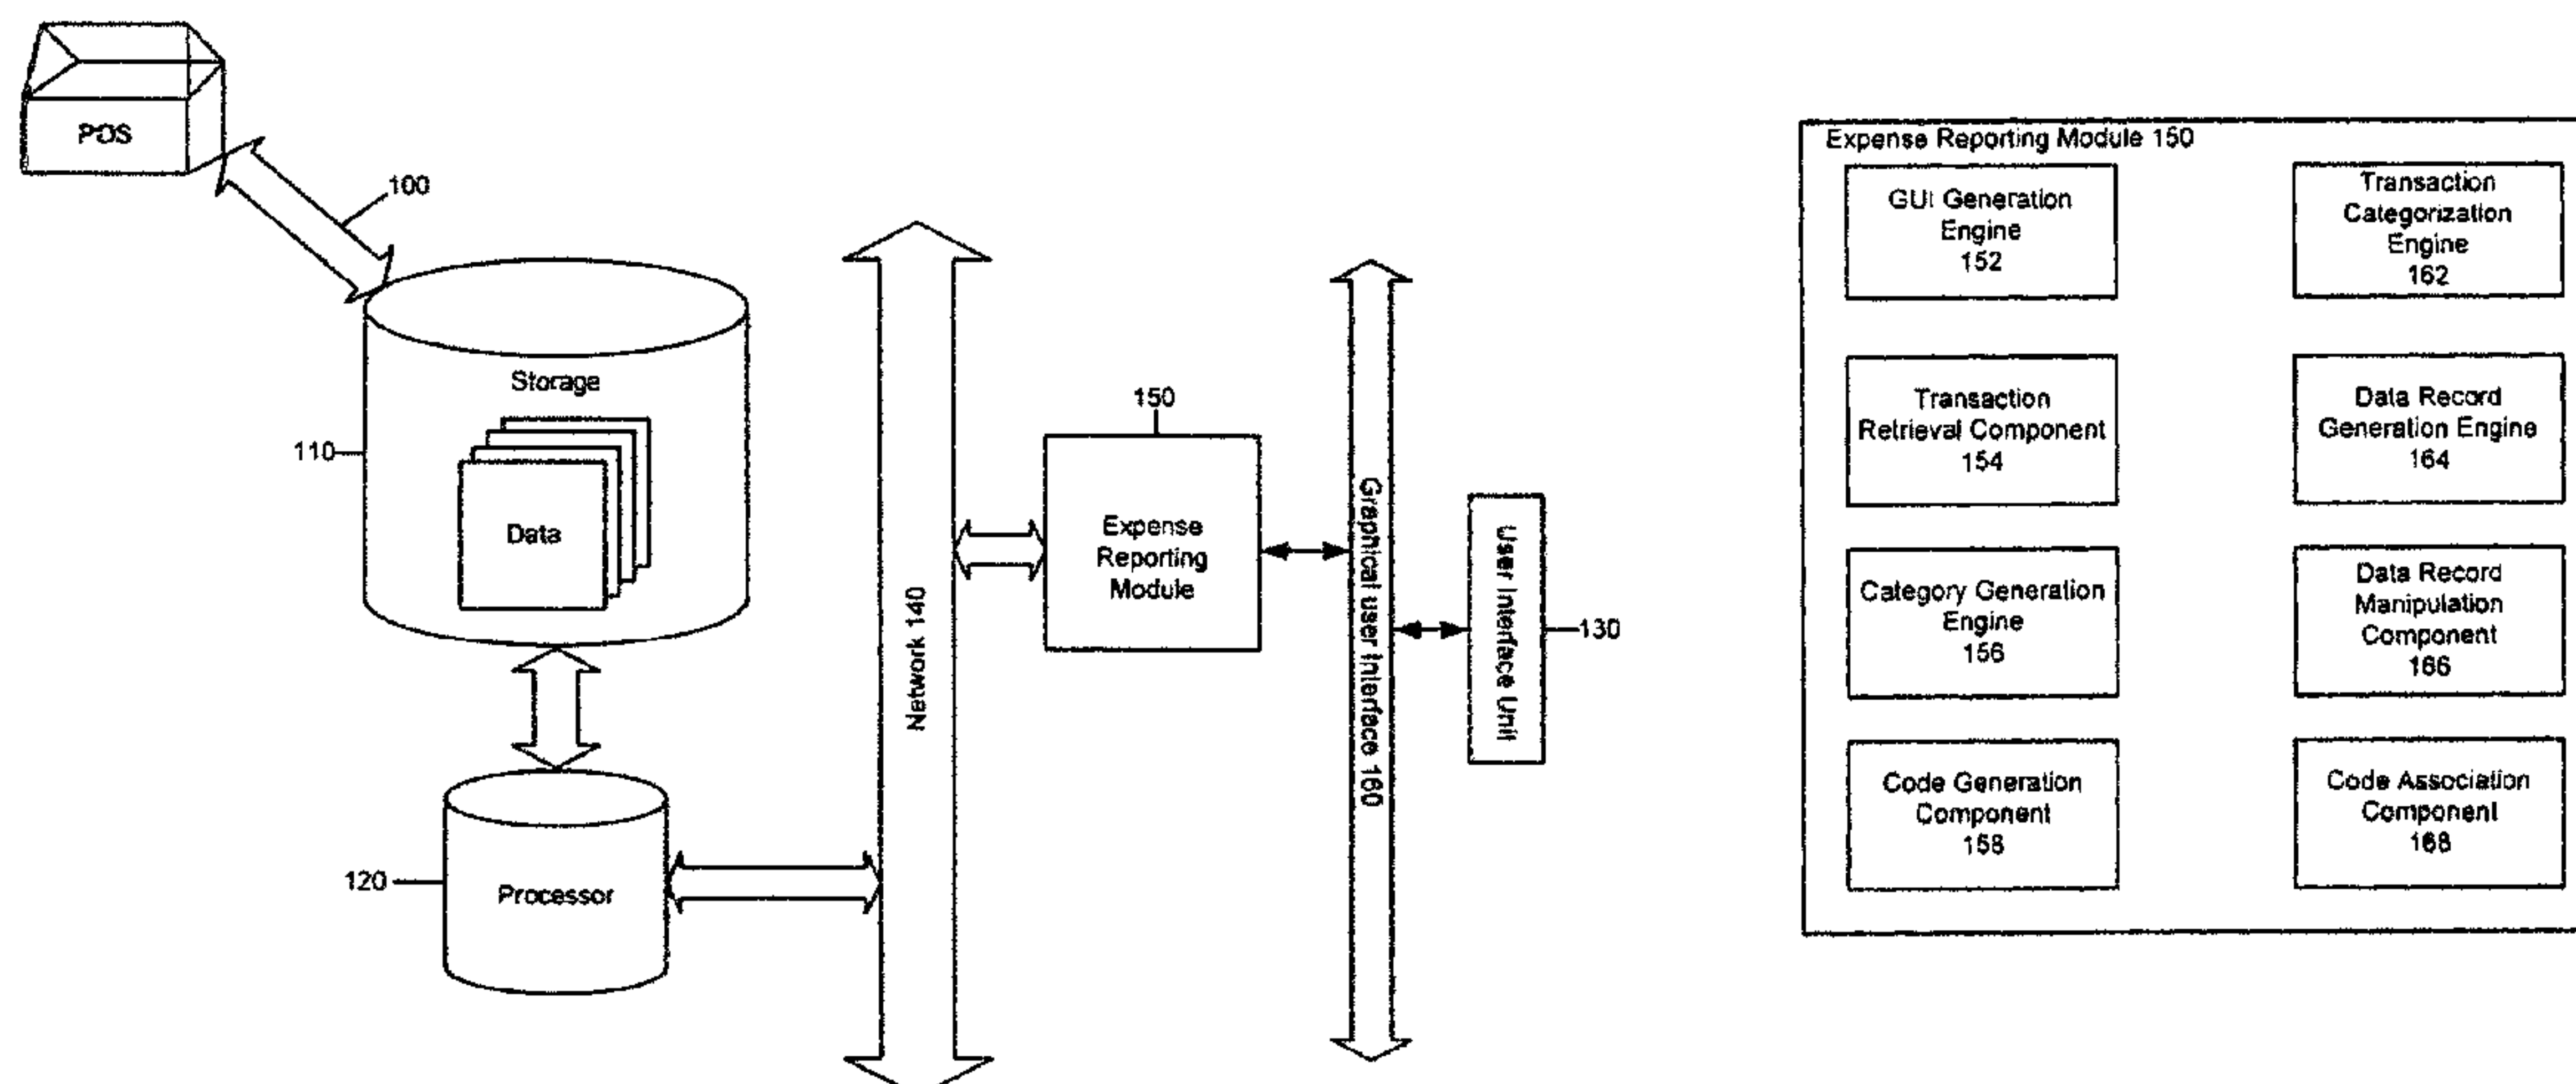 POS
100
Storage
110
Data
120
Processor
Network 140
150
Expense
Reporting
Module
Graphical user Interface 160
User Interface Unit
130
Expense Reporting Module 150
GUI Generation
Engine
152
Transaction
Categorization
Engine
162
Transaction
Retrieval Component
154
Data Record
Generation Engine
164
Category Generation
Engine
156
Data Record
Manipulation
Component
166
Code Generation
Component
158
Code Association
Component
168